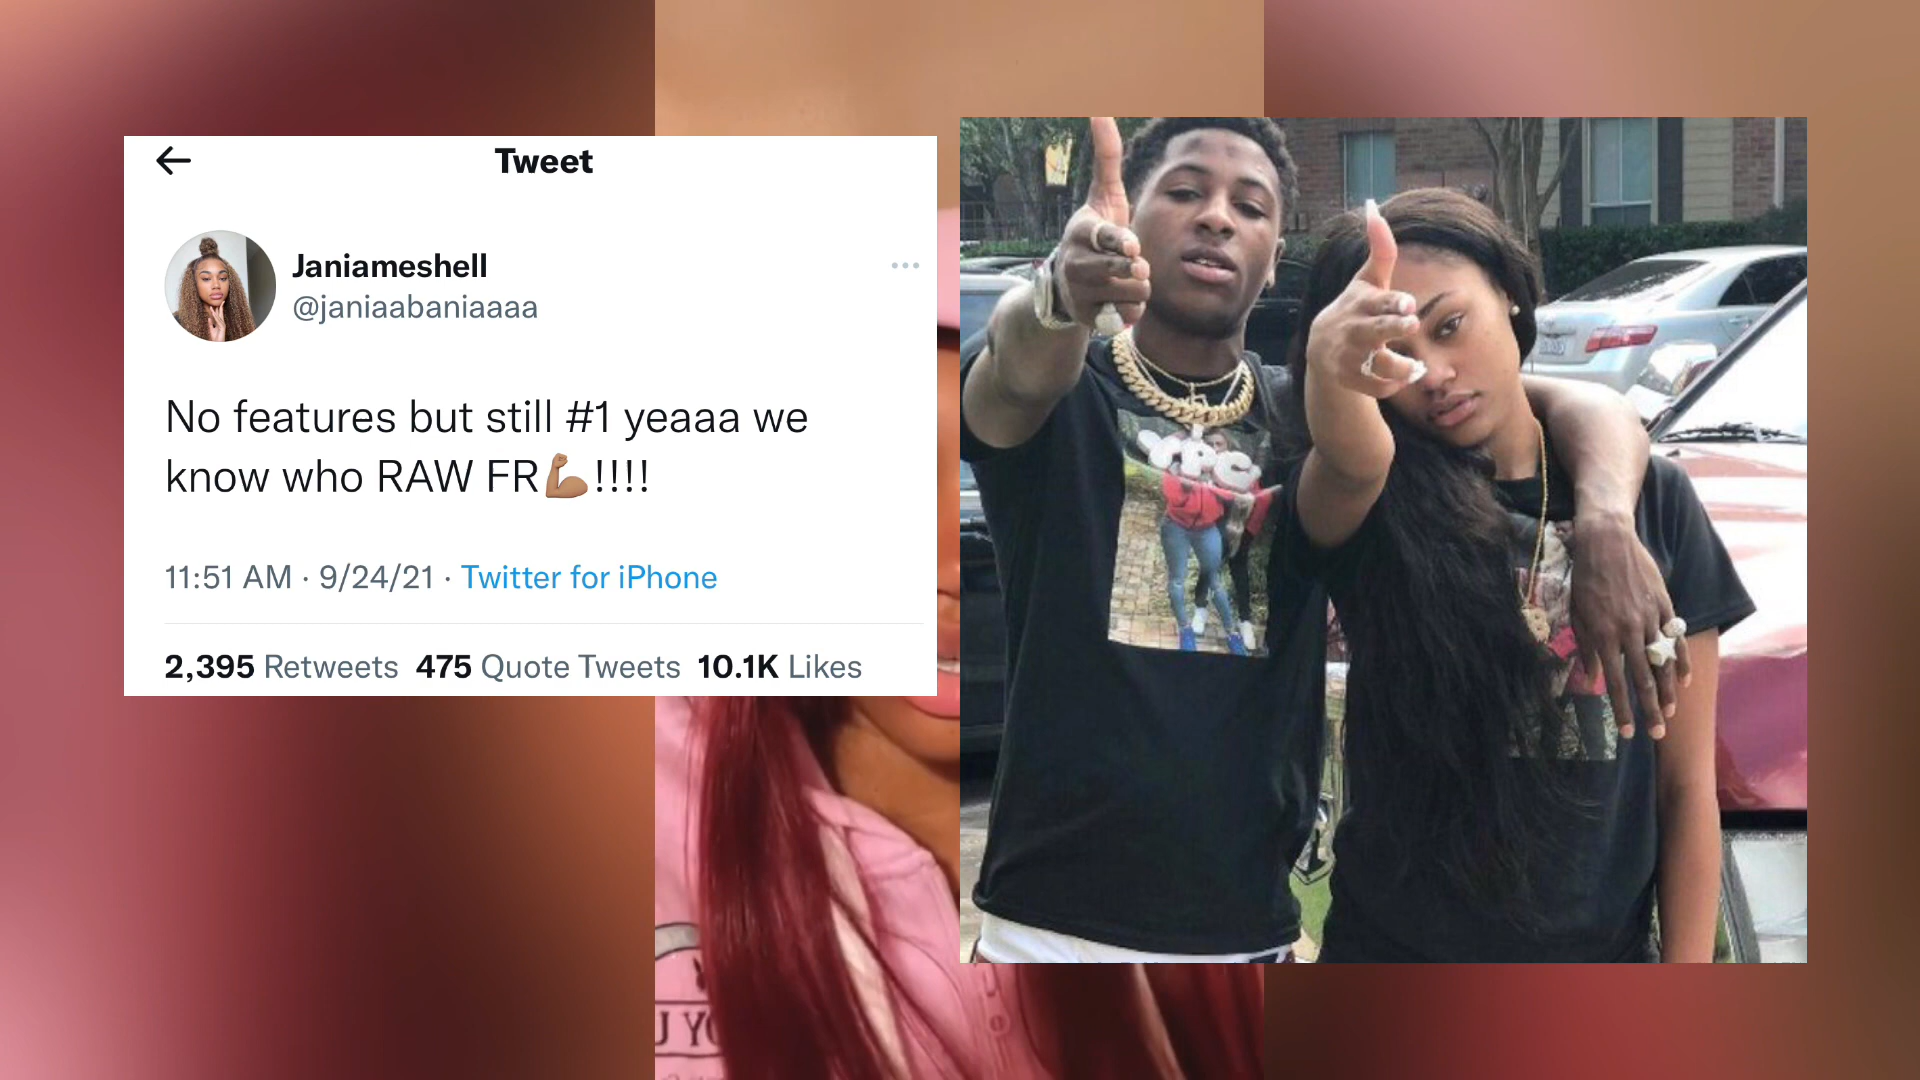 Tweet
Janiameshell
@janiaabaniaaaa
No features but still #1 yeaaa we
know who RAW FR💪🏽!!!!
11:51 AM · 9/24/21 · Twitter for iPhone
2,395 Retweets 475 Quote Tweets 10.1K Likes